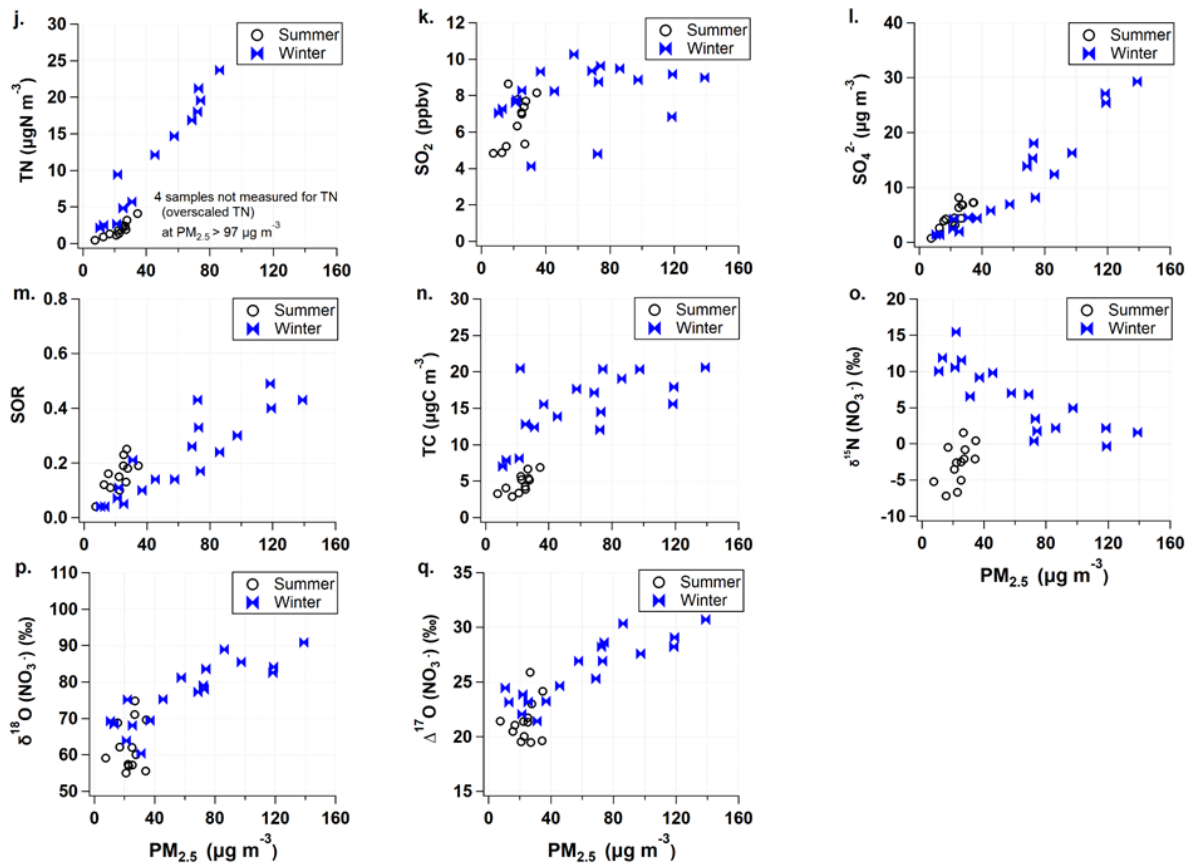 j.
TN (µgN m⁻³)
30
25
20
15
10
5
0
Summer
Winter
4 samples not measured for TN
(overscaled TN)
at PM₂.₅ > 97 µg m⁻³
0 40 80 120 160
k.
SO₂ (ppbv)
12
10
8
6
4
2
0
Summer
Winter
0 40 80 120 160
l.
SO₄²⁻ (µg m⁻³)
40
30
20
10
0
Summer
Winter
0 40 80 120 160
m.
SOR
0.8
0.6
0.4
0.2
0.0
Summer
Winter
0 40 80 120 160
n.
TC (µgC m⁻³)
30
25
20
15
10
5
0
Summer
Winter
0 40 80 120 160
o.
δ¹⁵N (NO₃⁻) (‰)
20
15
10
5
0
-5
-10
Summer
Winter
0 40 80 120 160
PM₂.₅ (µg m⁻³)
p.
δ¹⁸O (NO₃⁻) (‰)
110
100
90
80
70
60
50
Summer
Winter
0 40 80 120 160
PM₂.₅ (µg m⁻³)
q.
Δ¹⁷O (NO₃⁻) (‰)
35
30
25
20
15
Summer
Winter
0 40 80 120 160
PM₂.₅ (µg m⁻³)